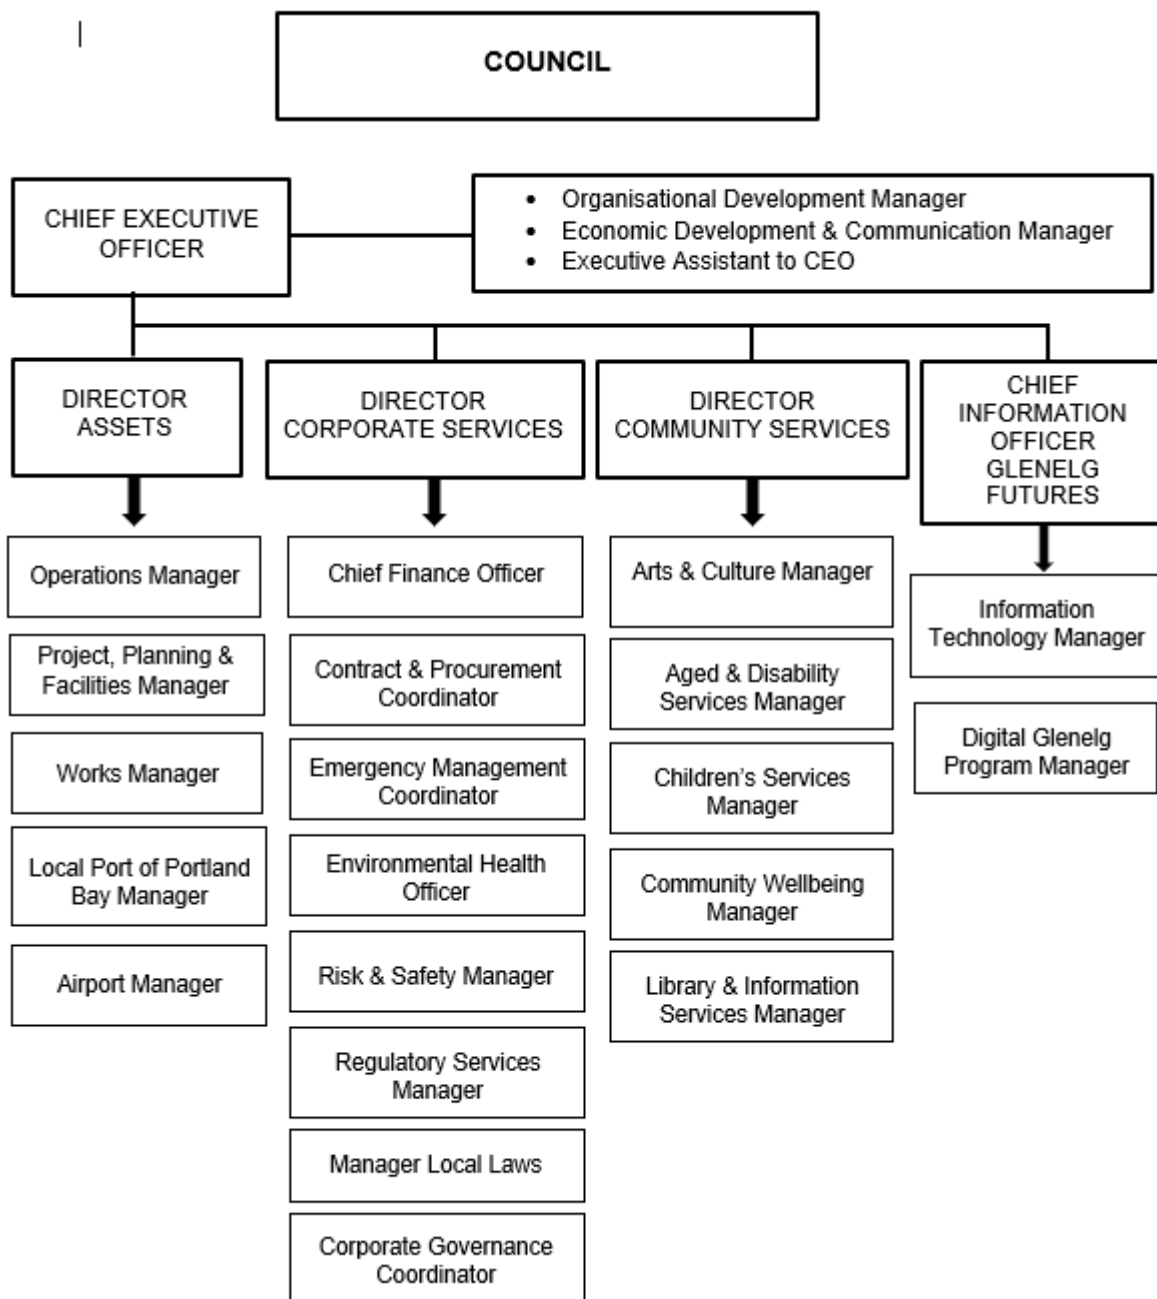 COUNCIL
CHIEF EXECUTIVE
OFFICER
• Organisational Development Manager
• Economic Development & Communication Manager
• Executive Assistant to CEO
DIRECTOR
ASSETS
DIRECTOR
CORPORATE SERVICES
DIRECTOR
COMMUNITY SERVICES
CHIEF
INFORMATION
OFFICER
GLENELG
FUTURES
Operations Manager
Project, Planning &
Facilities Manager
Works Manager
Local Port of Portland
Bay Manager
Airport Manager
Chief Finance Officer
Contract & Procurement
Coordinator
Emergency Management
Coordinator
Environmental Health
Officer
Risk & Safety Manager
Regulatory Services
Manager
Manager Local Laws
Corporate Governance
Coordinator
Arts & Culture Manager
Aged & Disability
Services Manager
Children's Services
Manager
Community Wellbeing
Manager
Library & Information
Services Manager
Information
Technology Manager
Digital Glenelg
Program Manager